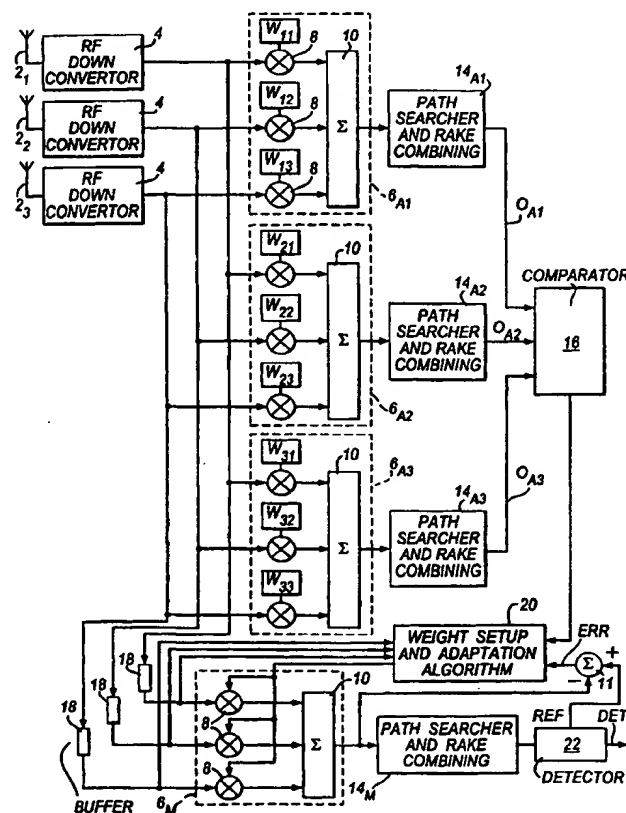 4
RF
DOWN
CONVERTOR
2₁
4
RF
DOWN
CONVERTOR
2₂
4
RF
DOWN
CONVERTOR
2₃
W₁₁
8
10
W₁₂
8
Σ
W₁₃
8
6A1
14A1
PATH
SEARCHER
AND RAKE
COMBINING
OA1
W₂₁
10
W₂₂
Σ
W₂₃
6A2
14A2
PATH
SEARCHER
AND RAKE
COMBINING
OA2
COMPARATOR
16
W₃₁
10
6A3
W₃₂
Σ
W₃₃
14A3
PATH
SEARCHER
AND RAKE
COMBINING
OA3
20
WEIGHT SETUP
AND ADAPTATION
ALGORITHM
ERR
+
Σ
−
11
18
18
18
BUFFER
8
8
8
10
Σ
6M
PATH SEARCHER
AND RAKE
COMBINING
14M
REF
22
DET
DETECTOR